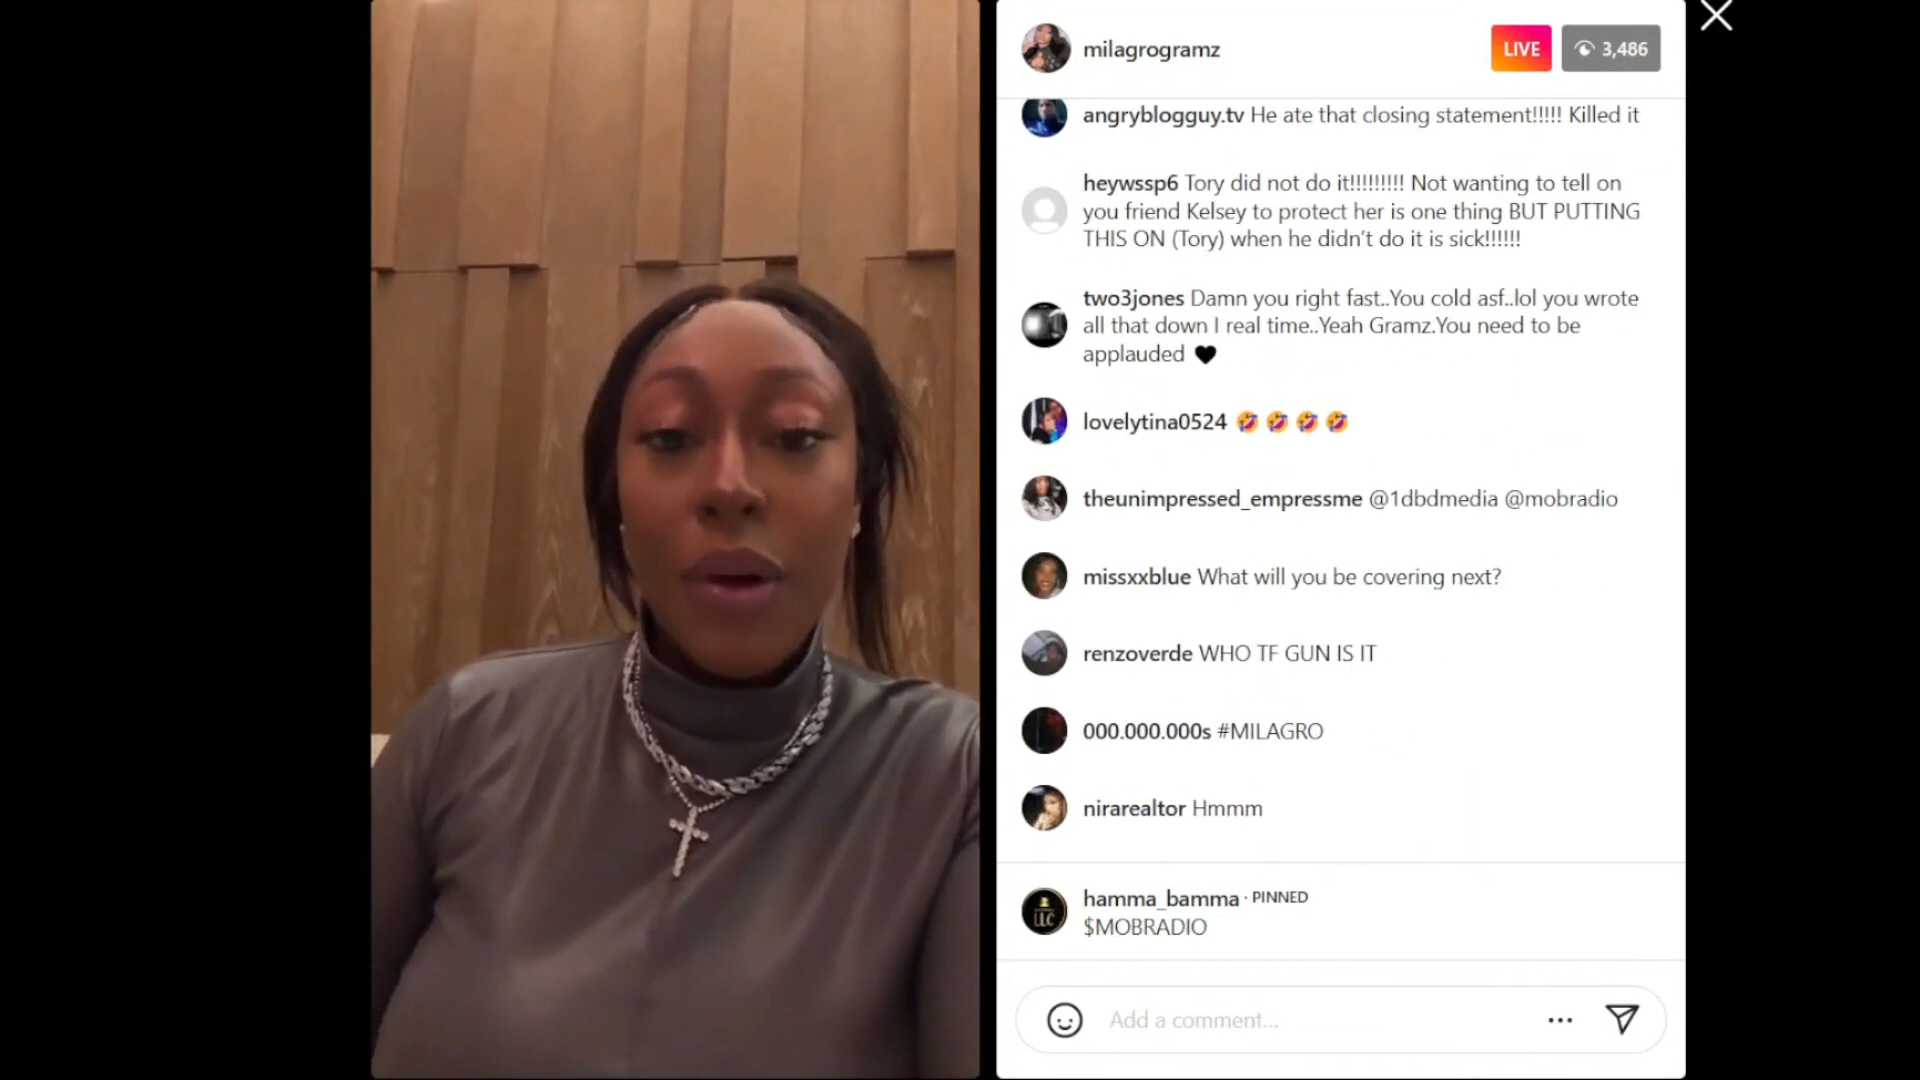 milagrogramz
LIVE
3,486
angryblogguy.tv He ate that closing statement!!!!! Killed it
heywssp6 Tory did not do it!!!!!!!!! Not wanting to tell on
you friend Kelsey to protect her is one thing BUT PUTTING
THIS ON (Tory) when he didn’t do it is sick!!!!!!
two3jones Damn you right fast..You cold asf..lol you wrote
all that down I real time..Yeah Gramz.You need to be
applauded 🖤
lovelytina0524 🤣🤣🤣🤣
theunimpressed_empressme @1dbdmedia @mobradio
missxxblue What will you be covering next?
renzoverde WHO TF GUN IS IT
000.000.000s #MILAGRO
nirarealtor Hmmm
hamma_bamma · PINNED
$MOBRADIO
LLC
Add a comment...